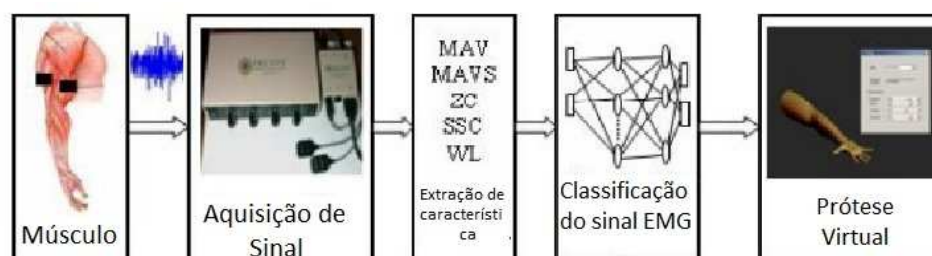 Músculo
Aquisição de
Sinal
MAV
MAVS
ZC
SSC
WL
Extração de
característi
ca .
Classificação
do sinal EMG
Prótese
Virtual